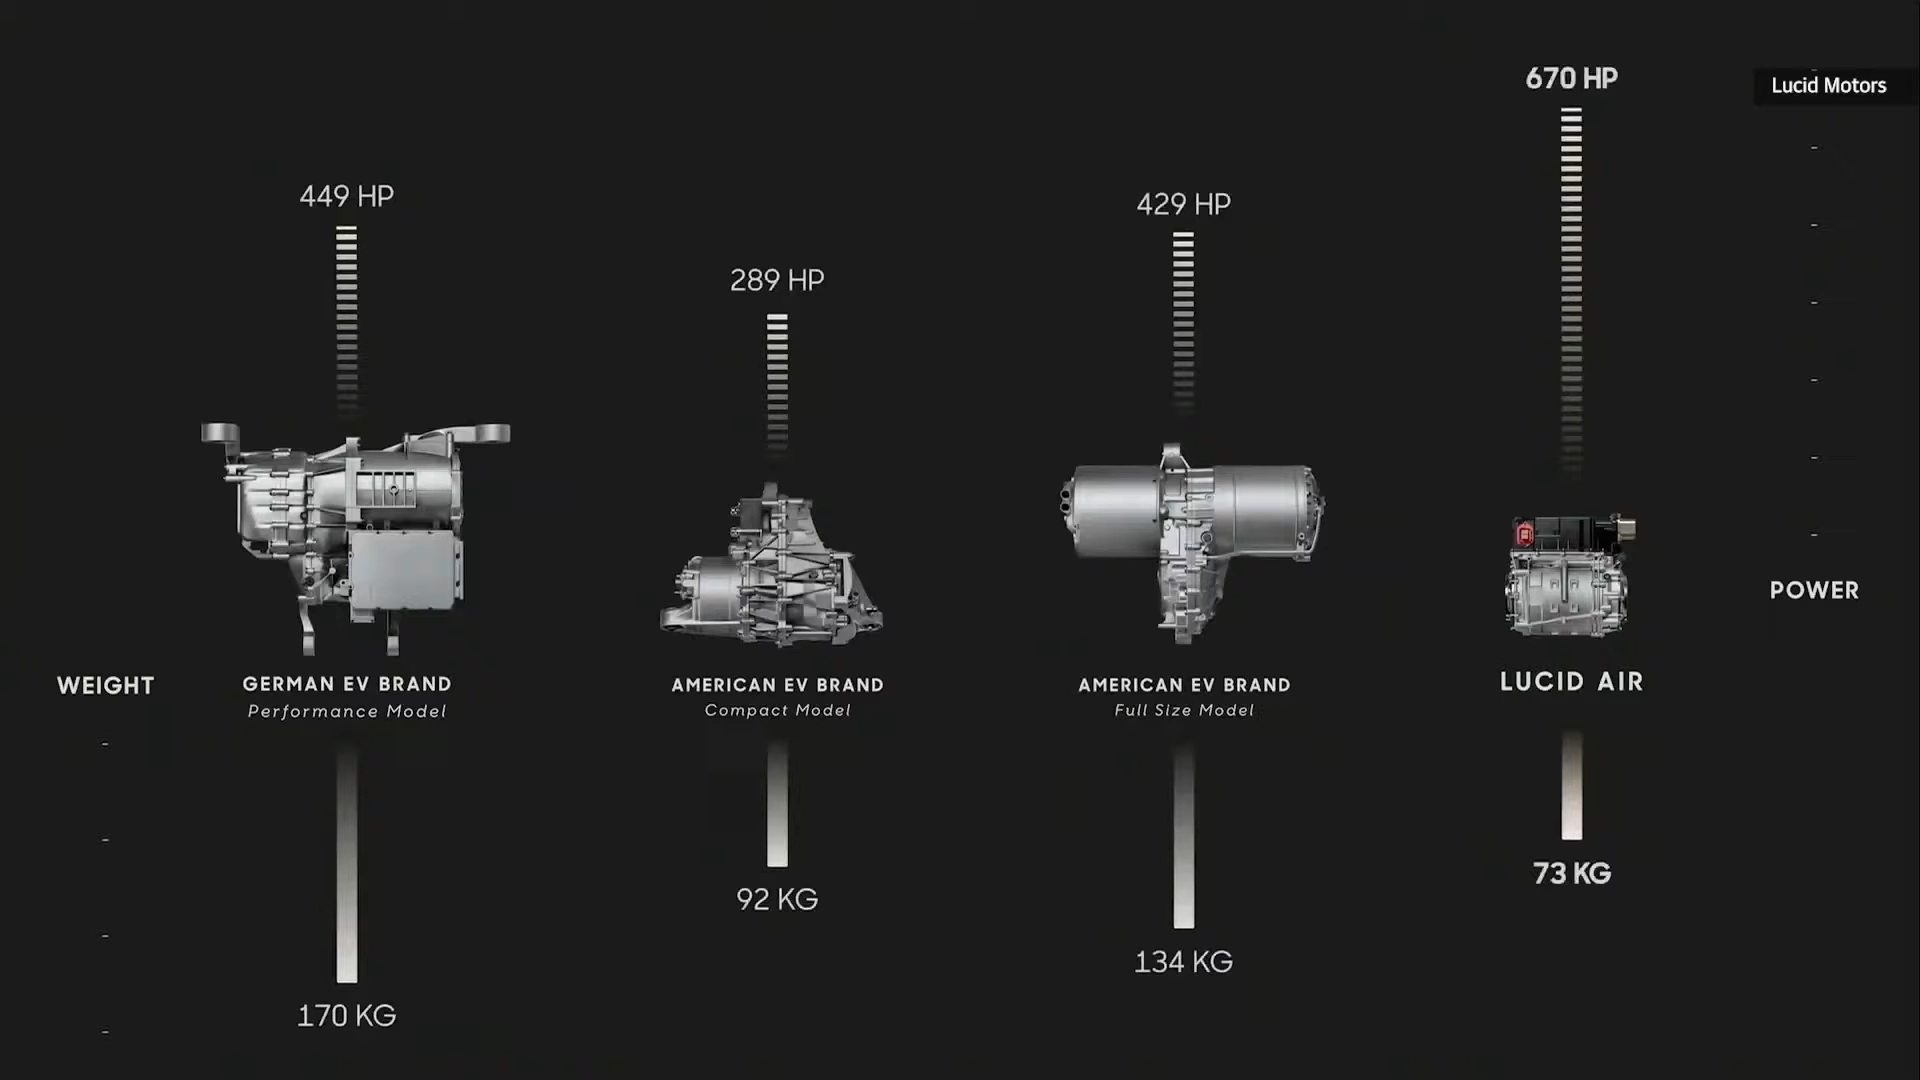 670 HP
Lucid Motors
449 HP
429 HP
289 HP
POWER
WEIGHT
GERMAN EV BRAND
Performance Model
AMERICAN EV BRAND
Compact Model
AMERICAN EV BRAND
Full Size Model
LUCID AIR
73 KG
92 KG
134 KG
170 KG